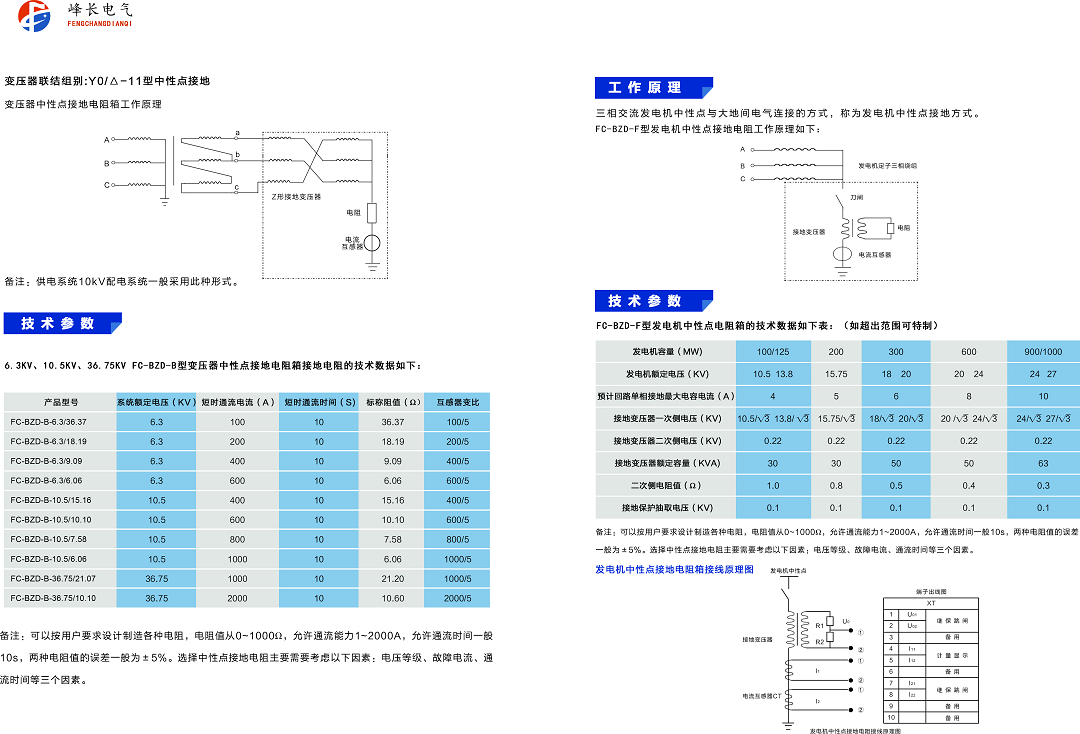 峰长电气
FENGCHANGDIANQI
变压器联结组别:Y0/△-11型中性点接地
变压器中性点接地电阻箱工作原理
A
B
C
a
b
c
Z形接地变压器
电阻
电流
互感器
备注：供电系统10kV配电系统一般采用此种形式。
技术参数
6.3KV、10.5KV、36.75KV FC-BZD-B型变压器中性点接地电阻箱接地电阻的技术数据如下：
产品型号 系统额定电压（KV） 短时通流电流（A） 短时通流时间（S) 标称阻值（Ω） 互感器变比
FC-BZD-B-6.3/36.37 6.3 100 10 36.37 100/5
FC-BZD-B-6.3/18.19 6.3 200 10 18.19 200/5
FC-BZD-B-6.3/9.09 6.3 400 10 9.09 400/5
FC-BZD-B-6.3/6.06 6.3 600 10 6.06 600/5
FC-BZD-B-10.5/15.16 10.5 400 10 15.16 400/5
FC-BZD-B-10.5/10.10 10.5 600 10 10.10 600/5
FC-BZD-B-10.5/7.58 10.5 800 10 7.58 800/5
FC-BZD-B-10.5/6.06 10.5 1000 10 6.06 1000/5
FC-BZD-B-36.75/21.07 36.75 1000 10 21.20 1000/5
FC-BZD-B-36.75/10.10 36.75 2000 10 10.60 2000/5
备注：可以按用户要求设计制造各种电阻，电阻值从0~1000Ω，允许通流能力1~2000A，允许通流时间一般
10s，两种电阻值的误差一般为±5%。选择中性点接地电阻主要需要考虑以下因素：电压等级、故障电流、通
流时间等三个因素。
工作原理
三相交流发电机中性点与大地间电气连接的方式，称为发电机中性点接地方式。
FC-BZD-F型发电机中性点接地电阻工作原理如下：
A
B
C
发电机定子三相绕组
刀闸
接地变压器
电阻
电流互感器
技术参数
FC-BZD-F型发电机中性点电阻箱的技术数据如下表：（如超出范围可特制）
发电机容量（MW) 100/125 200 300 600 900/1000
发电机额定电压（KV) 10.5 13.8 15.75 18 20 20 24 24 27
预计回路单相接地最大电容电流（A） 4 5 6 8 10
接地变压器一次侧电压（KV) 10.5/√3 13.8/√3 15.75/√3 18/√3 20/√3 20/√3 24/√3 24/√3 27/√3
接地变压器二次侧电压（KV) 0.22 0.22 0.22 0.22 0.22
接地变压器额定容量（KVA) 30 30 50 50 63
二次侧电阻值（Ω） 1.0 0.8 0.5 0.4 0.3
接地保护抽取电压（KV) 0.1 0.1 0.1 0.1 0.1
备注：可以按用户要求设计制造各种电阻，电阻值从0~1000Ω，允许通流能力1~2000A，允许通流时间一般10s，两种电阻值的误差
一般为±5%。选择中性点接地电阻主要需要考虑以下因素：电压等级、故障电流、通流时间等三个因素。
发电机中性点接地电阻箱接线原理图
发电机中性点
接地变压器
R1
R2
U₀
①
②
①
I₁
②
①
电流互感器CT
I₂
②
发电机中性点接地电阻接线原理图
端子出线图
XT
1 U₀₁ 继保跳闸
2 U₀₂
3 备用
4 I₁₁ 计量显示
5 I₁₂
6 备用
7 I₂₁ 继保跳闸
8 I₂₂
9 备用
10 备用